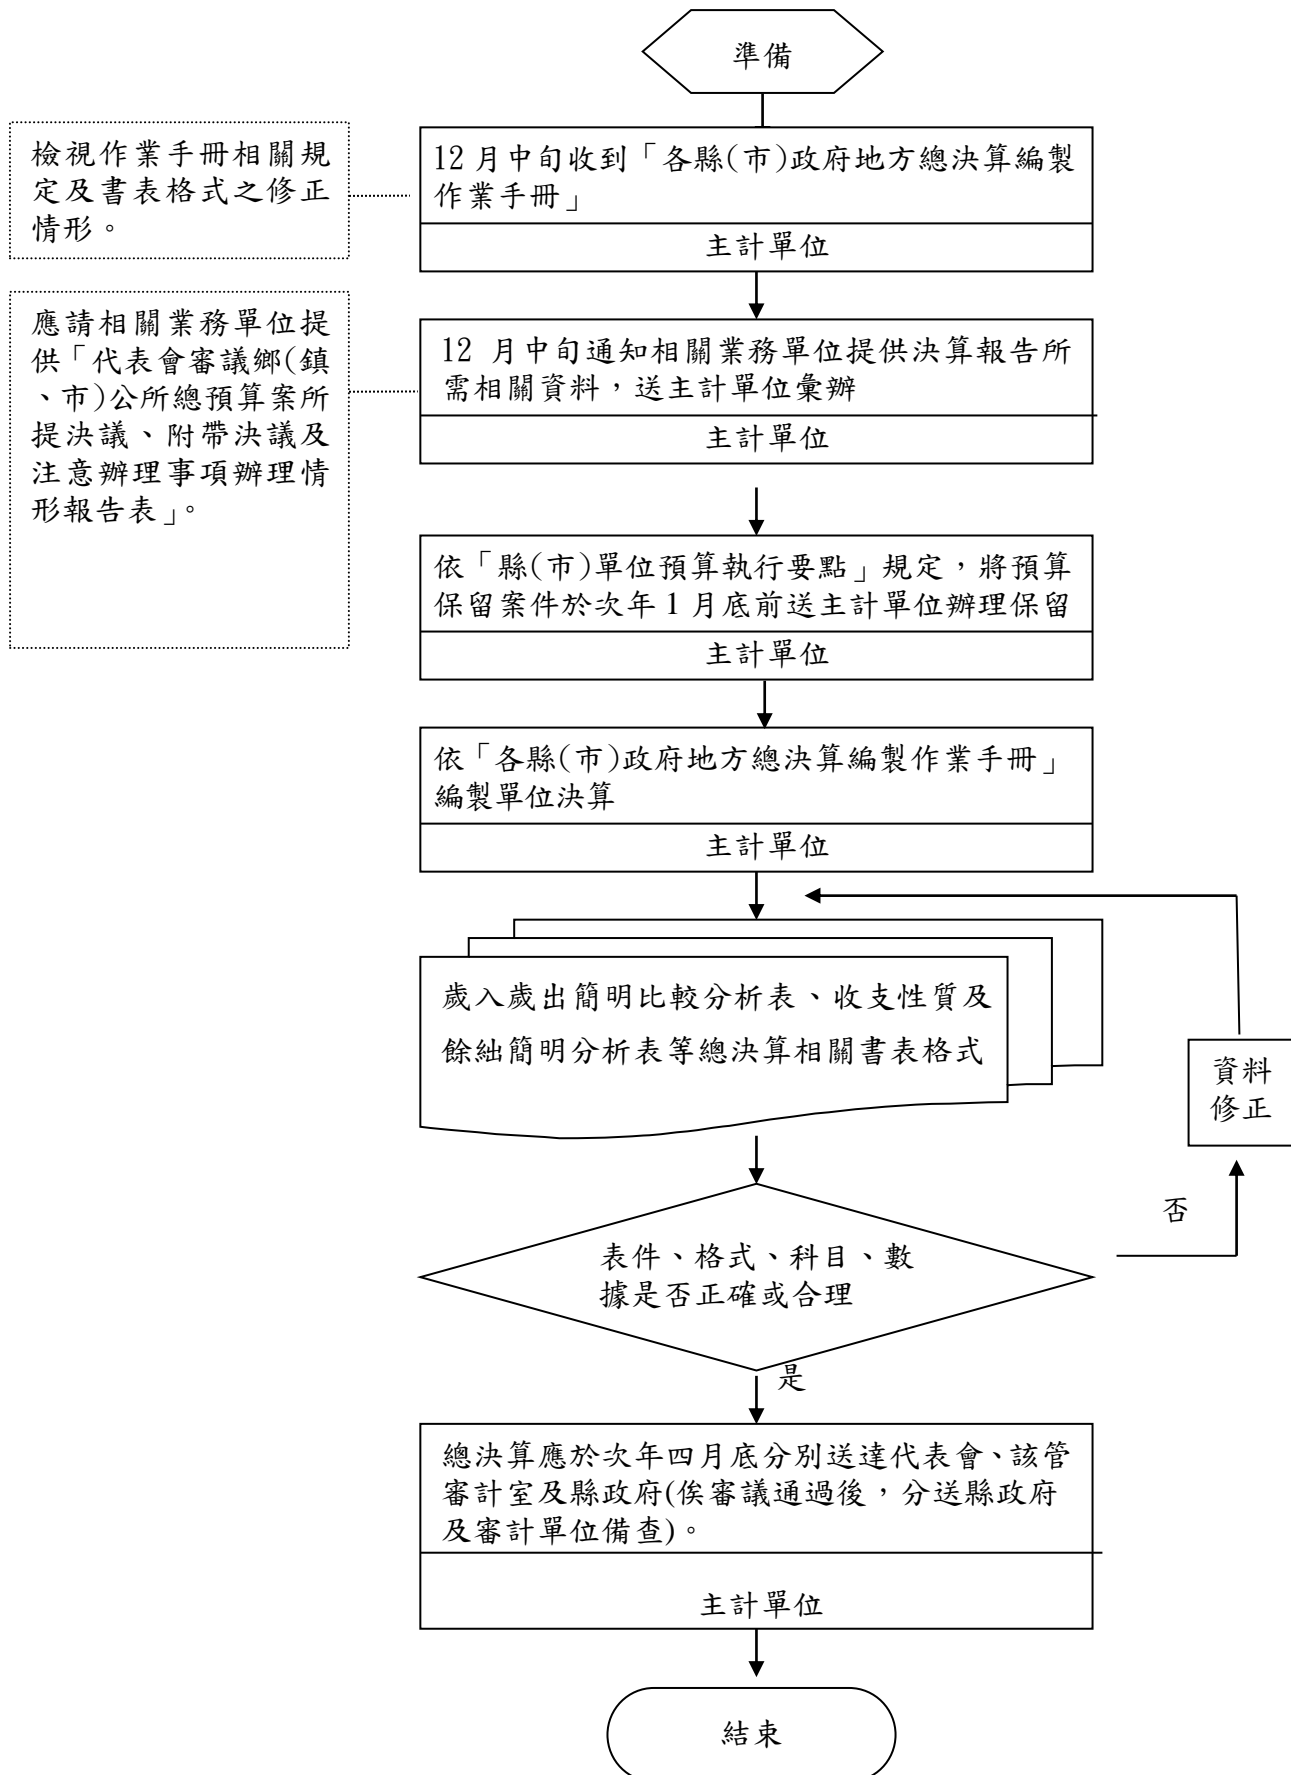 準備
檢視作業手冊相關規
定及書表格式之修正
情形。
12月中旬收到「各縣(市)政府地方總決算編製
作業手冊」
主計單位
應請相關業務單位提
供「代表會審議鄉(鎮
、市)公所總預算案所
提決議、附帶決議及
注意辦理事項辦理情
形報告表」。
12 月中旬通知相關業務單位提供決算報告所
需相關資料，送主計單位彙辦
主計單位
依「縣(市)單位預算執行要點」規定，將預算
保留案件於次年1月底前送主計單位辦理保留
主計單位
依「各縣(市)政府地方總決算編製作業手冊」
編製單位決算
主計單位
歲入歲出簡明比較分析表、收支性質及
餘絀簡明分析表等總決算相關書表格式
資料
修正
否
表件、格式、科目、數
據是否正確或合理
是
總決算應於次年四月底分別送達代表會、該管
審計室及縣政府(俟審議通過後，分送縣政府
及審計單位備查)。
主計單位
結束